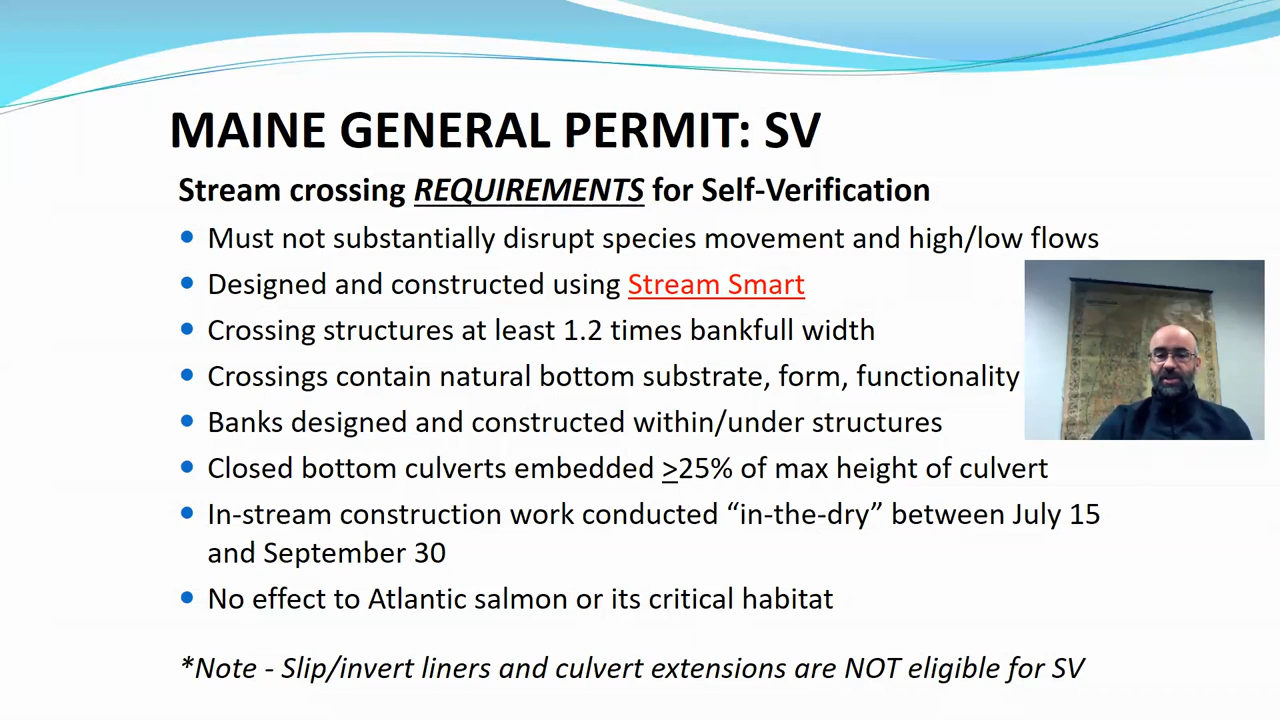 MAINE GENERAL PERMIT: SV
Stream crossing REQUIREMENTS for Self-Verification
• Must not substantially disrupt species movement and high/low flows
• Designed and constructed using Stream Smart
• Crossing structures at least 1.2 times bankfull width
• Crossings contain natural bottom substrate, form, functionality
• Banks designed and constructed within/under structures
• Closed bottom culverts embedded >25% of max height of culvert
• In-stream construction work conducted “in-the-dry” between July 15
and September 30
• No effect to Atlantic salmon or its critical habitat
*Note - Slip/invert liners and culvert extensions are NOT eligible for SV